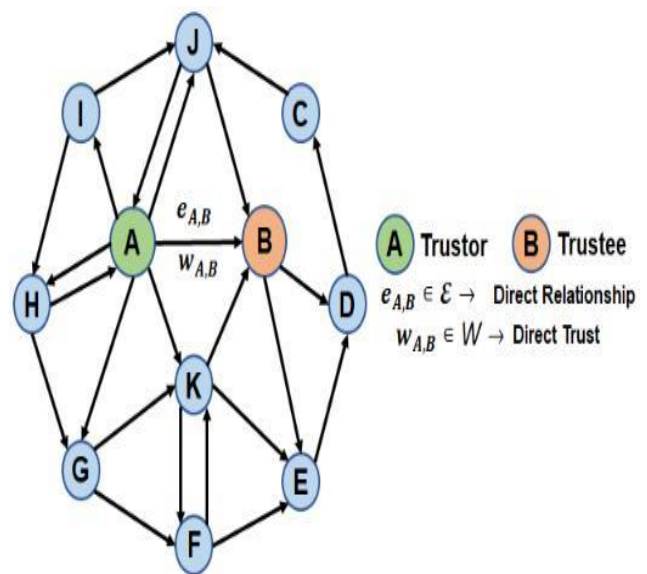 J
I
C
e_{A,B}
A
B
w_{A,B}
A Trustor B Trustee
e_{A,B} ∈ ℰ → Direct Relationship
w_{A,B} ∈ W → Direct Trust
H
D
K
G
E
F